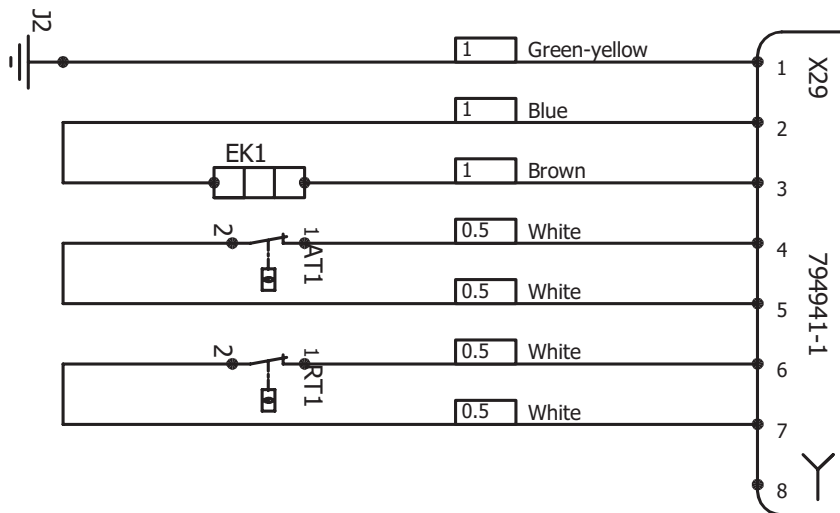 J2
1 Green-yellow 1
X29
1 Blue 2
EK1
1 Brown 3
2 1 AT1 0.5 White 4
794941-1
0.5 White 5
2 1 RT1 0.5 White 6
0.5 White 7
8